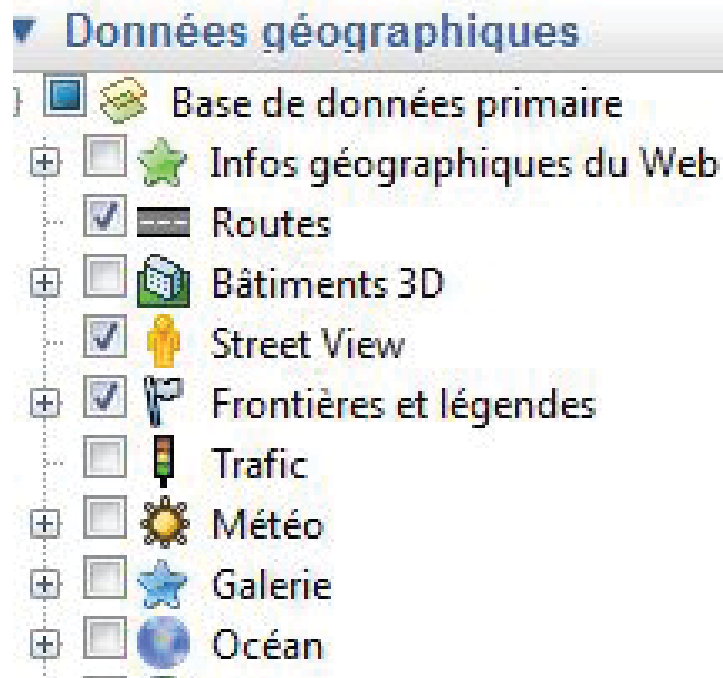 Données géographiques
Base de données primaire
Infos géographiques du Web
Routes
Bâtiments 3D
Street View
Frontières et légendes
Trafic
Météo
Galerie
Océan